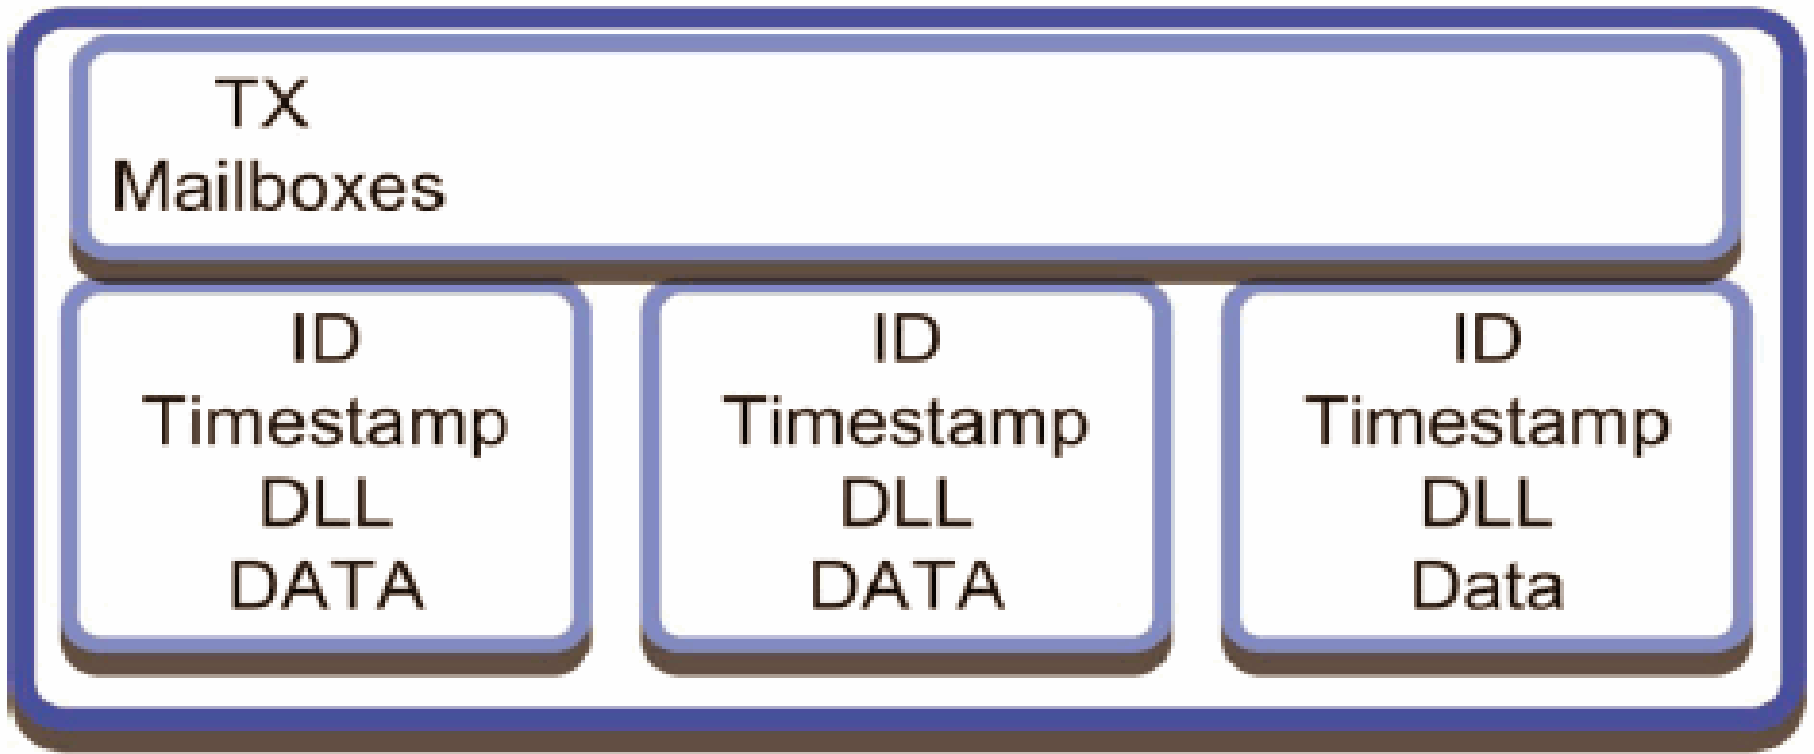 TX
Mailboxes
ID
Timestamp
DLL
DATA
ID
Timestamp
DLL
DATA
ID
Timestamp
DLL
Data